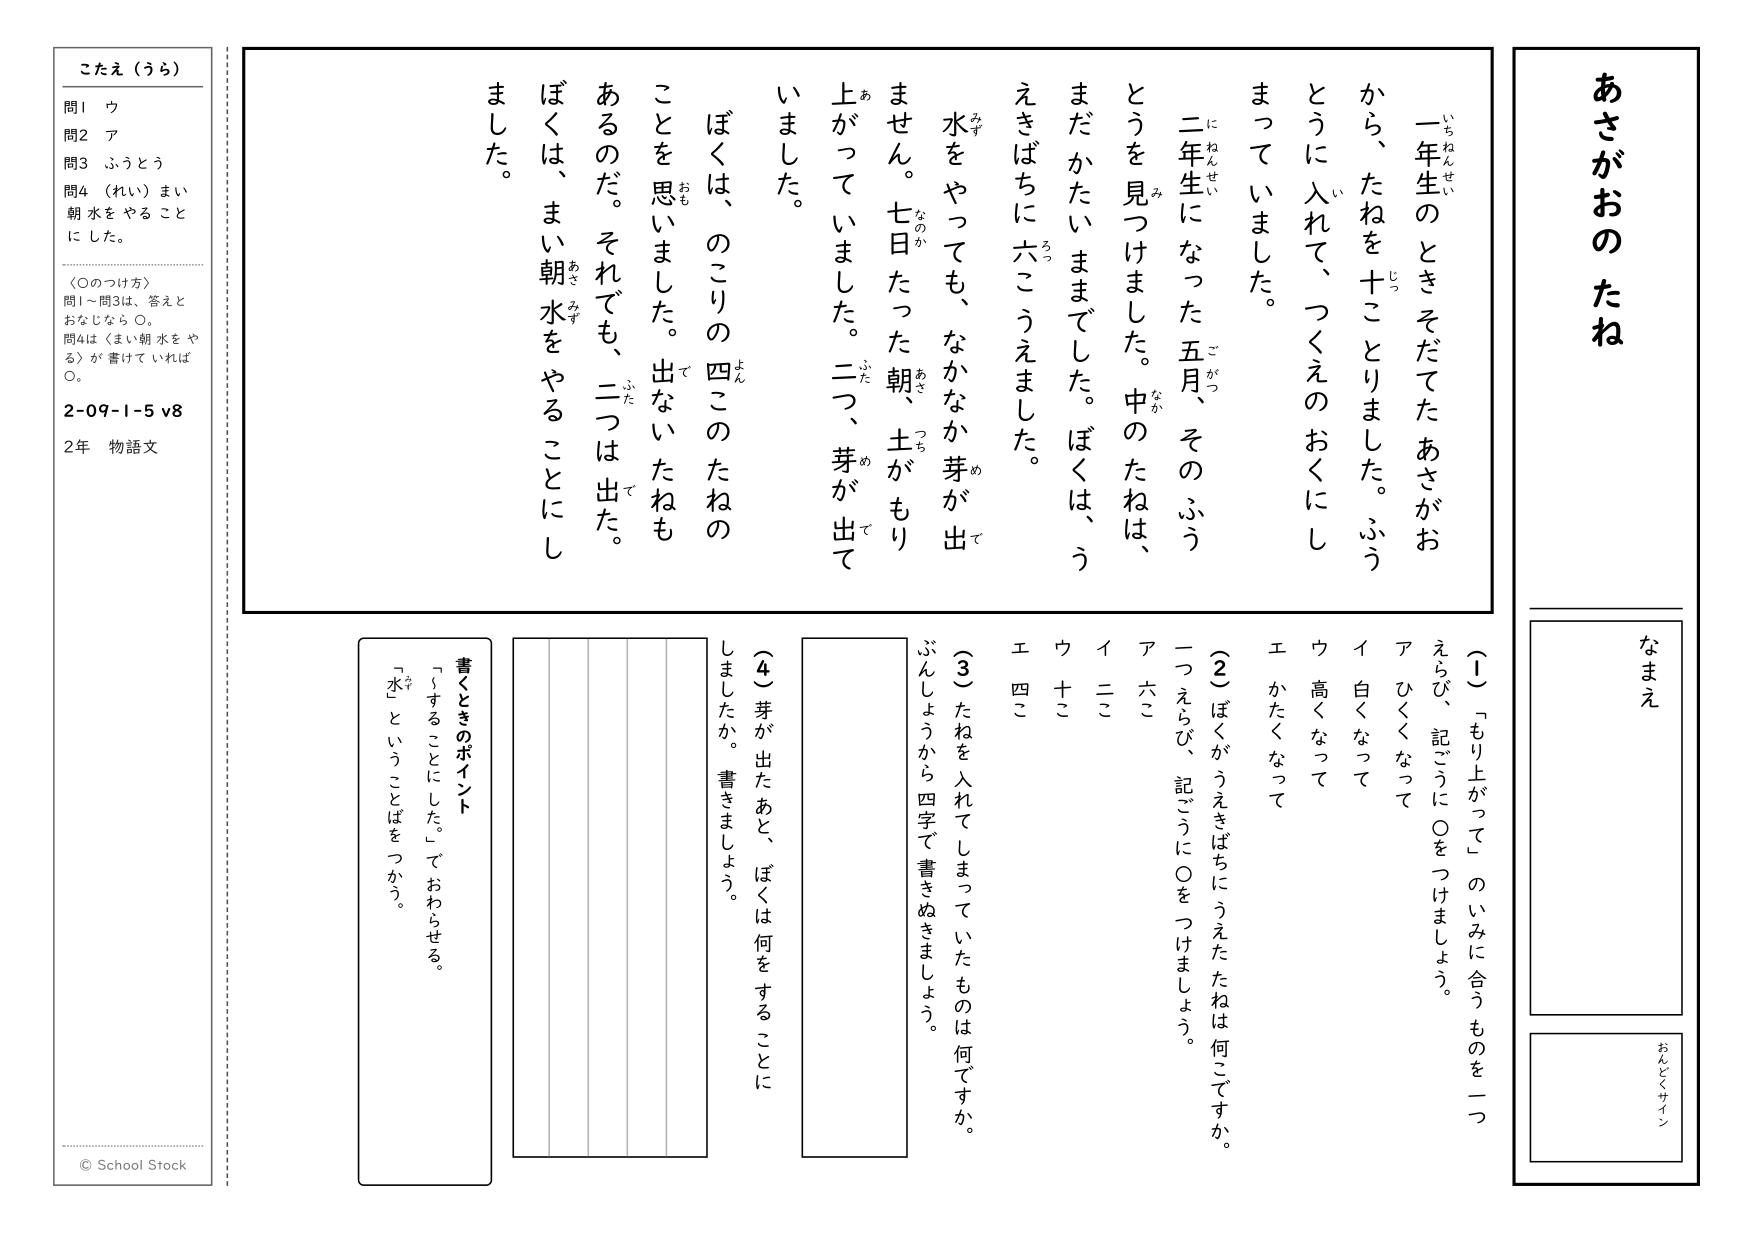 あさがおの たね
なまえ
おんどくサイン
一年生の とき そだてた あさがお
から、たねを 十こ とりました。ふう
とうに 入れて、つくえの おくに し
まって いました。
二年生に なった 五月、その ふう
とうを 見つけました。中の たねは、
まだ かたい ままでした。ぼくは、う
えきばちに 六こ うえました。
水を やっても、なかなか 芽が 出
ません。七日 たった 朝、土が もり
上がって いました。二つ、芽が 出て
いました。
ぼくは、のこりの 四この たねの
ことを 思いました。出ない たねも
あるのだ。それでも、二つは 出た。
ぼくは、まい朝 水を やる ことに し
ました。
(1)「もり上がって」の いみに 合う ものを 一つ
えらび、記ごうに ○を つけましょう。
ア ひくく なって
イ 白く なって
ウ 高く なって
エ かたく なって
(2) ぼくが うえきばちに うえた たねは 何こですか。
一つ えらび、記ごうに ○を つけましょう。
ア 六こ
イ 二こ
ウ 十こ
エ 四こ
(3) たねを 入れて しまって いた ものは 何ですか。
ぶんしょうから 四字で 書きぬきましょう。
(4) 芽が 出た あと、ぼくは 何を する ことに
しましたか。書きましょう。
書くときのポイント
「〜する ことに した。」で おわらせる。
「水」と いう ことばを つかう。
こたえ（うら）
問1 ウ
問2 ア
問3 ふうとう
問4 （れい）まい
朝 水を やる こと
に した。
〈○のつけ方〉
問1〜問3は、答えと
おなじなら ○。
問4は〈まい朝 水を や
る〉が 書けて いれば
○。
2-09-1-5 v8
2年 物語文
© School Stock